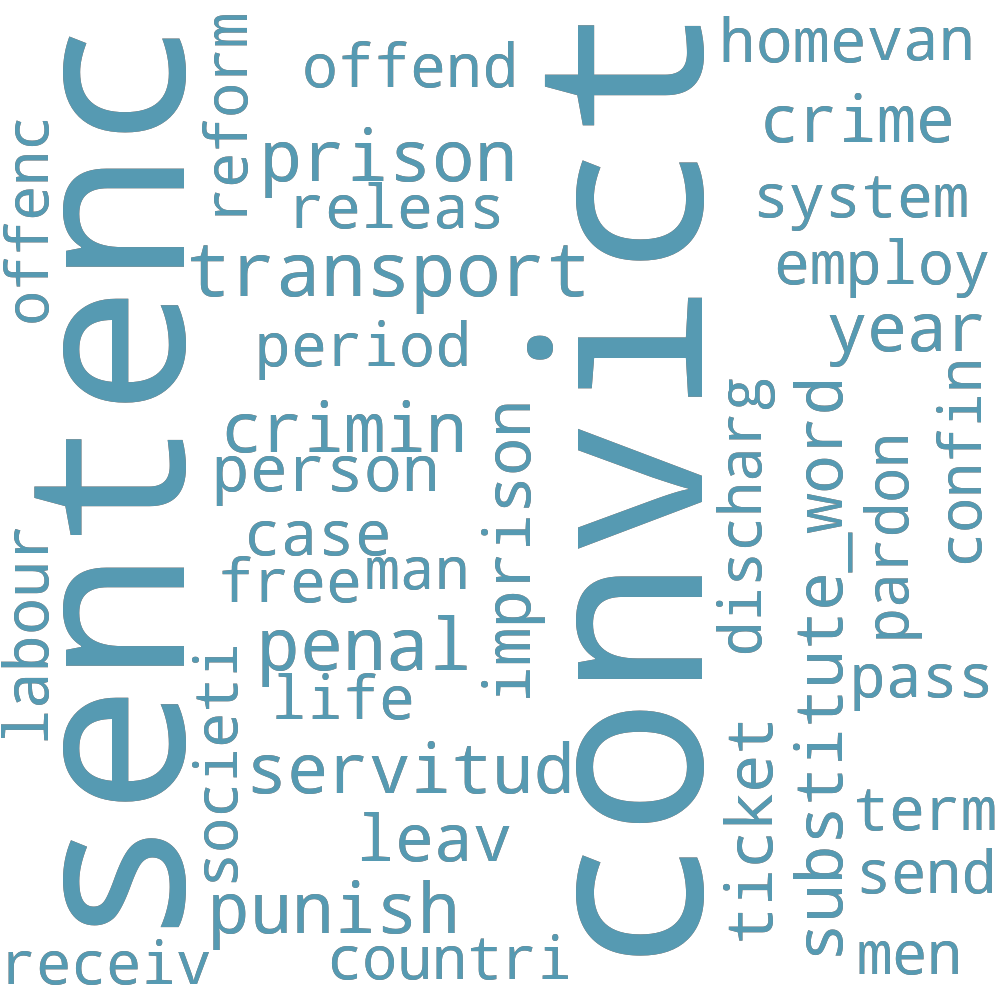 sentenc
convict
offenc
reform
offend
homevan
crime
prison
releas
system
transport
employ
period
year
crimin
person
imprison
discharg
substitute_word
confin
pardon
case
free
man
labour
penal
life
pass
societi
servitud
leav
ticket
term
send
punish
receiv
countri
men